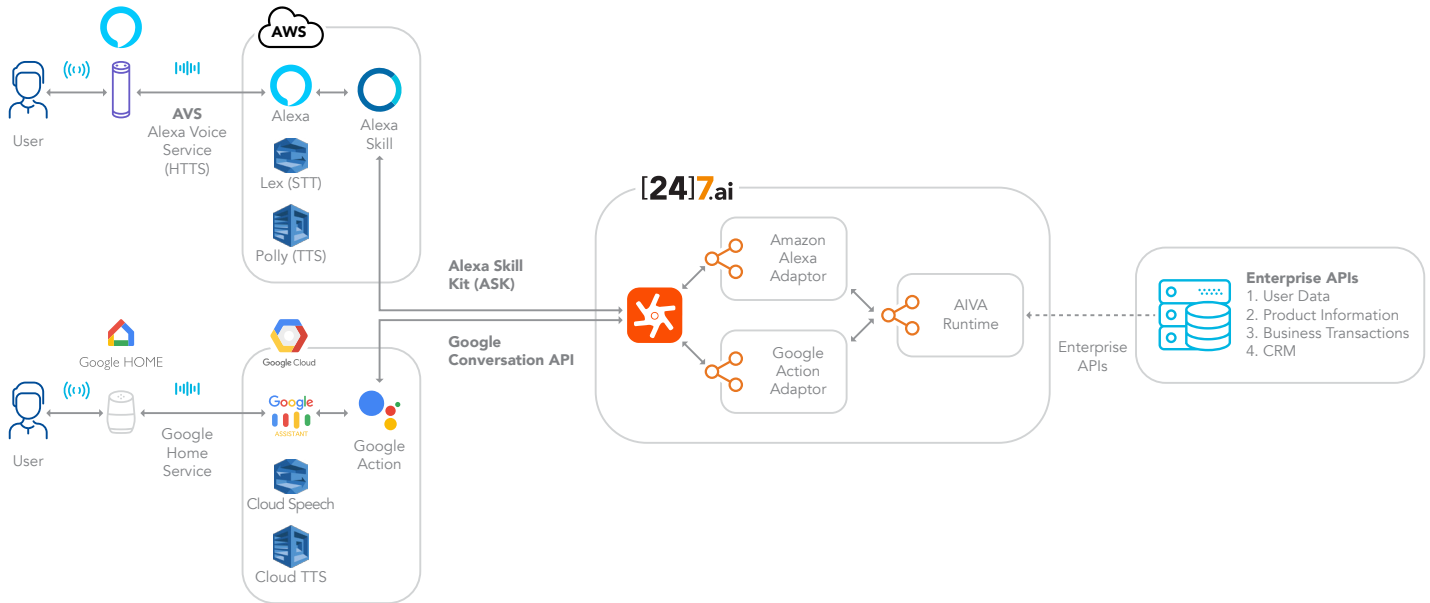 AWS
User
AVS
Alexa Voice
Service
(HTTS)
Alexa
Alexa
Skill
Lex (STT)
Polly (TTS)
Alexa Skill
Kit (ASK)
Google
Conversation API
[24]7.ai
Amazon
Alexa
Adaptor
Google
Action
Adaptor
AIVA
Runtime
Enterprise
APIs
Enterprise APIs
1. User Data
2. Product Information
3. Business Transactions
4. CRM
Google HOME
Google Cloud
User
Google
Home
Service
Google
ASSISTANT
Google
Action
Cloud Speech
Cloud TTS